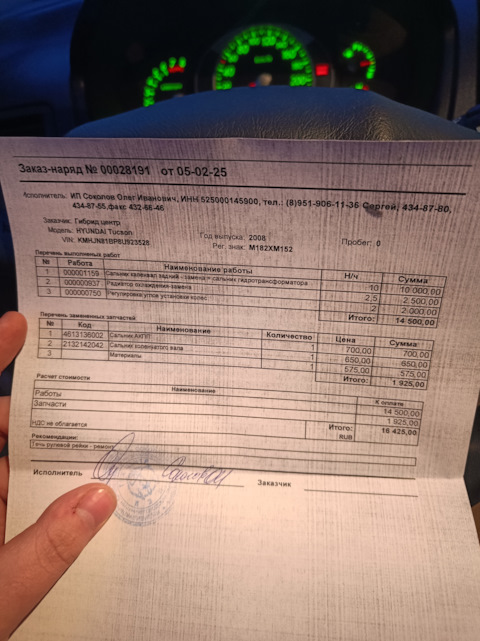 Заказ-наряд № 00028191 от 05-02-25
Исполнитель: ИП Соколов Олег Иванович, ИНН 525000145900, тел.: (8)951-906-11-36 Сергей, 434-87-80,
434-87-55,факс 432-66-46
Заказчик: Гибрид центр
Модель: HYUNDAI Tucson Год выпуска: 2008
VIN: KMHJN81BP8U923528 Рег. знак: М182ХМ152 Пробег: 0
Перечень выполненных работ
№ Работа Наименование работы Н/ч Сумма
1 000001159 Сальник коленвал задний - замена + сальник гидротрансформатора 10 10 000,00
2 000000937 Радиатор охлаждения-замена 2,5 2 500,00
3 000000750 Регулировка углов установки колес 2 2 000,00
Итого: 14 500,00
Перечень замененных запчастей
№ Код Наименование Количество Цена Сумма
1 4613136002 Сальник АКПП 1 700,00 700,00
2 2132142042 Сальник коленчатого вала 1 650,00 650,00
3 Материалы 1 575,00 575,00
Итого: 1 925,00
Расчет стоимости
Наименование К оплате
Работы 14 500,00
Запчасти 1 925,00
НДС не облагается Итого: RUB 16 425,00
Рекомендации:
Течь рулевой рейки - ремонт
Исполнитель Заказчик